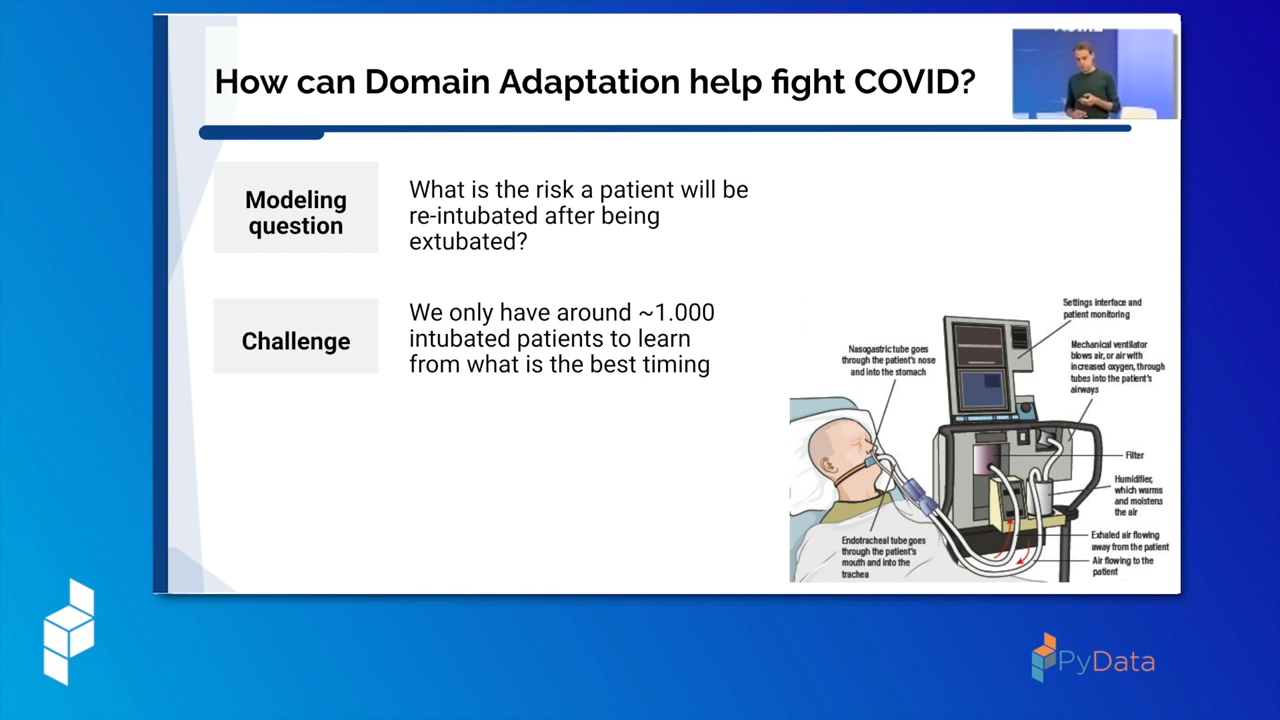 How can Domain Adaptation help fight COVID?
Modeling
question
What is the risk a patient will be
re-intubated after being
extubated?
Challenge
We only have around ~1.000
intubated patients to learn
from what is the best timing
Settings interface and
patient monitoring
Nasogastric tube goes
through the patient's nose
and into the stomach
Mechanical ventilator
blows air, or air with
increased oxygen, through
tubes into the patient's
airways
Filter
Humidifier,
which warms
and moistens
the air
Exhaled air flowing
away from the patient
Air flowing to the
patient
Endotracheal tube goes
through the patient's
mouth and into the
trachea
PyData